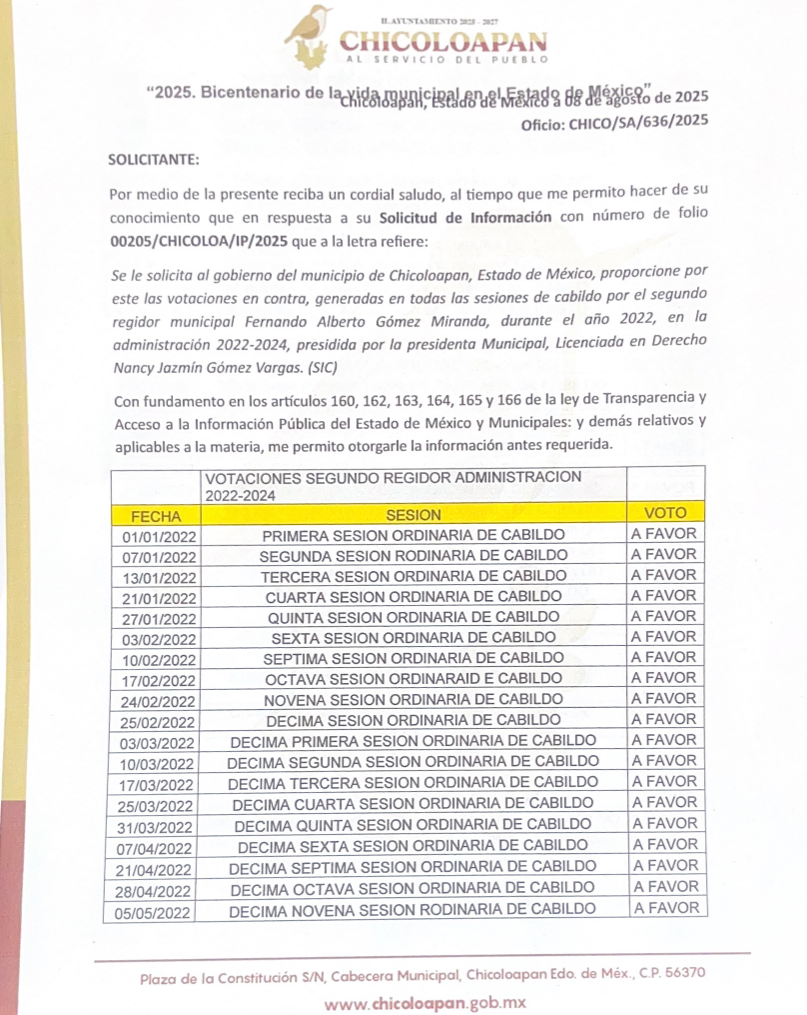 H. AYUNTAMIENTO 2025 - 2027
CHICOLOAPAN
AL SERVICIO DEL PUEBLO
“2025. Bicentenario de la vida municipal en el Estado de México”
Chicoloapan, Estado de México a 08 de agosto de 2025
Oficio: CHICO/SA/636/2025
SOLICITANTE:
Por medio de la presente reciba un cordial saludo, al tiempo que me permito hacer de su
conocimiento que en respuesta a su Solicitud de Información con número de folio
00205/CHICOLOA/IP/2025 que a la letra refiere:
Se le solicita al gobierno del municipio de Chicoloapan, Estado de México, proporcione por
este las votaciones en contra, generadas en todas las sesiones de cabildo por el segundo
regidor municipal Fernando Alberto Gómez Miranda, durante el año 2022, en la
administración 2022-2024, presidida por la presidenta Municipal, Licenciada en Derecho
Nancy Jazmín Gómez Vargas. (SIC)
Con fundamento en los artículos 160, 162, 163, 164, 165 y 166 de la ley de Transparencia y
Acceso a la Información Pública del Estado de México y Municipales: y demás relativos y
aplicables a la materia, me permito otorgarle la información antes requerida.
VOTACIONES SEGUNDO REGIDOR ADMINISTRACION
2022-2024
FECHA SESION VOTO
01/01/2022 PRIMERA SESION ORDINARIA DE CABILDO A FAVOR
07/01/2022 SEGUNDA SESION RODINARIA DE CABILDO A FAVOR
13/01/2022 TERCERA SESION ORDINARIA DE CABILDO A FAVOR
21/01/2022 CUARTA SESION ORDINARIA DE CABILDO A FAVOR
27/01/2022 QUINTA SESION ORDINARIA DE CABILDO A FAVOR
03/02/2022 SEXTA SESION ORDINARIA DE CABILDO A FAVOR
10/02/2022 SEPTIMA SESION ORDINARIA DE CABILDO A FAVOR
17/02/2022 OCTAVA SESION ORDINARAID E CABILDO A FAVOR
24/02/2022 NOVENA SESION ORDINARIA DE CABILDO A FAVOR
25/02/2022 DECIMA SESION ORDINARIA DE CABILDO A FAVOR
03/03/2022 DECIMA PRIMERA SESION ORDINARIA DE CABILDO A FAVOR
10/03/2022 DECIMA SEGUNDA SESION ORDINARIA DE CABILDO A FAVOR
17/03/2022 DECIMA TERCERA SESION ORDINARIA DE CABILDO A FAVOR
25/03/2022 DECIMA CUARTA SESION ORDINARIA DE CABILDO A FAVOR
31/03/2022 DECIMA QUINTA SESION ORDINARIA DE CABILDO A FAVOR
07/04/2022 DECIMA SEXTA SESION ORDINARIA DE CABILDO A FAVOR
21/04/2022 DECIMA SEPTIMA SESION ORDINARIA DE CABILDO A FAVOR
28/04/2022 DECIMA OCTAVA SESION ORDINARIA DE CABILDO A FAVOR
05/05/2022 DECIMA NOVENA SESION RODINARIA DE CABILDO A FAVOR
Plaza de la Constitución S/N, Cabecera Municipal, Chicoloapan Edo. de Méx., C.P. 56370
www.chicoloapan.gob.mx